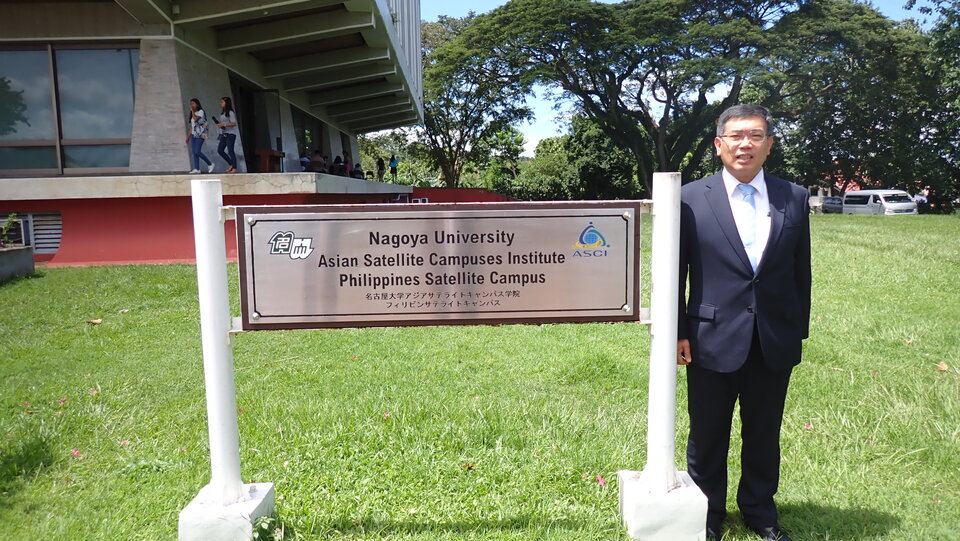 Nagoya University
Asian Satellite Campuses Institute
Philippines Satellite Campus
名古屋大学アジアサテライトキャンパス学院
フィリピンサテライトキャンパス
ASCI